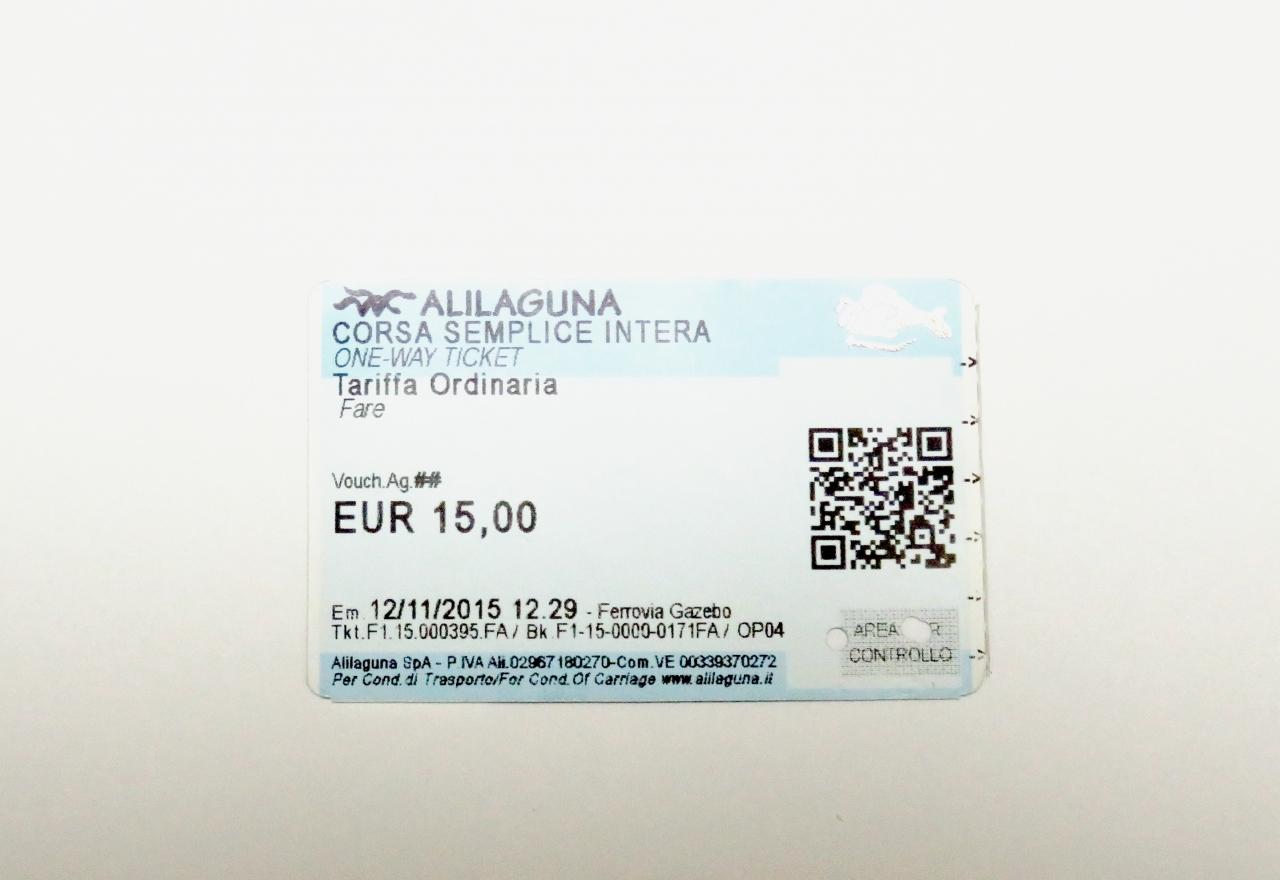 ALILAGUNA
CORSA SEMPLICE INTERA
ONE-WAY TICKET
Tariffa Ordinaria
Fare
Vouch.Ag.##
EUR 15,00
Em. 12/11/2015 12.29 - Ferrovia Gazebo
Tkt.F1.15.000395.FA / Bk.F1-15-0000-0171FA / OP04
Alilaguna SpA - P.IVA All.02967180270-Com.VE 00339370272
Per Cond. di Trasporto/For Cond. Of Carriage www.alilaguna.it
AREA
CONTROLLO